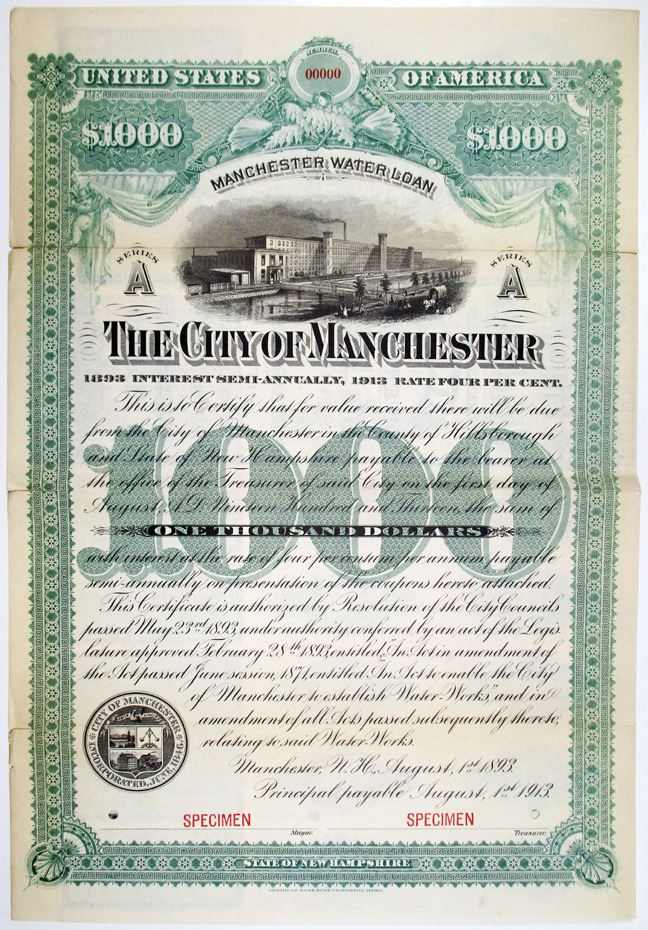 NUMBER
00000
UNITED STATES OF AMERICA
$1000 $1000
MANCHESTER WATER LOAN
SERIES A SERIES A
THE CITY OF MANCHESTER
1893 INTEREST SEMI-ANNUALLY, 1913 RATE FOUR PER CENT.
This is to Certify that for value received there will be due
from the City of Manchester in the County of Hillsborough
and State of New Hampshire payable to the bearer at
the office of the Treasurer of said City on the first day of
August A.D. Nineteen Hundred and Thirteen, the sum of
1000
ONE THOUSAND DOLLARS
with interest at the rate of four per centum per annum, payable
semi-annually, on presentation of the coupons hereto attached.
This Certificate is authorized by Resolution of the City Councils
passed May 23rd 1893, under authority conferred by an act of the Legis
lature approved February 28th 1893, entitled "An Act in amendment of
the Act passed June session, 1871, entitled An Act to enable the City
of Manchester to establish Water Works," and in
amendment of all Acts passed subsequently thereto,
relating to said Water Works.
CITY OF MANCHESTER
INCORPORATED, JUNE, 1846.
Manchester, N.H., August, 1st 1893.
Principal payable August, 1st 1913.
SPECIMEN SPECIMEN
Mayor. Treasurer.
STATE OF NEW HAMPSHIRE
AMERICAN BANK NOTE COMPANY